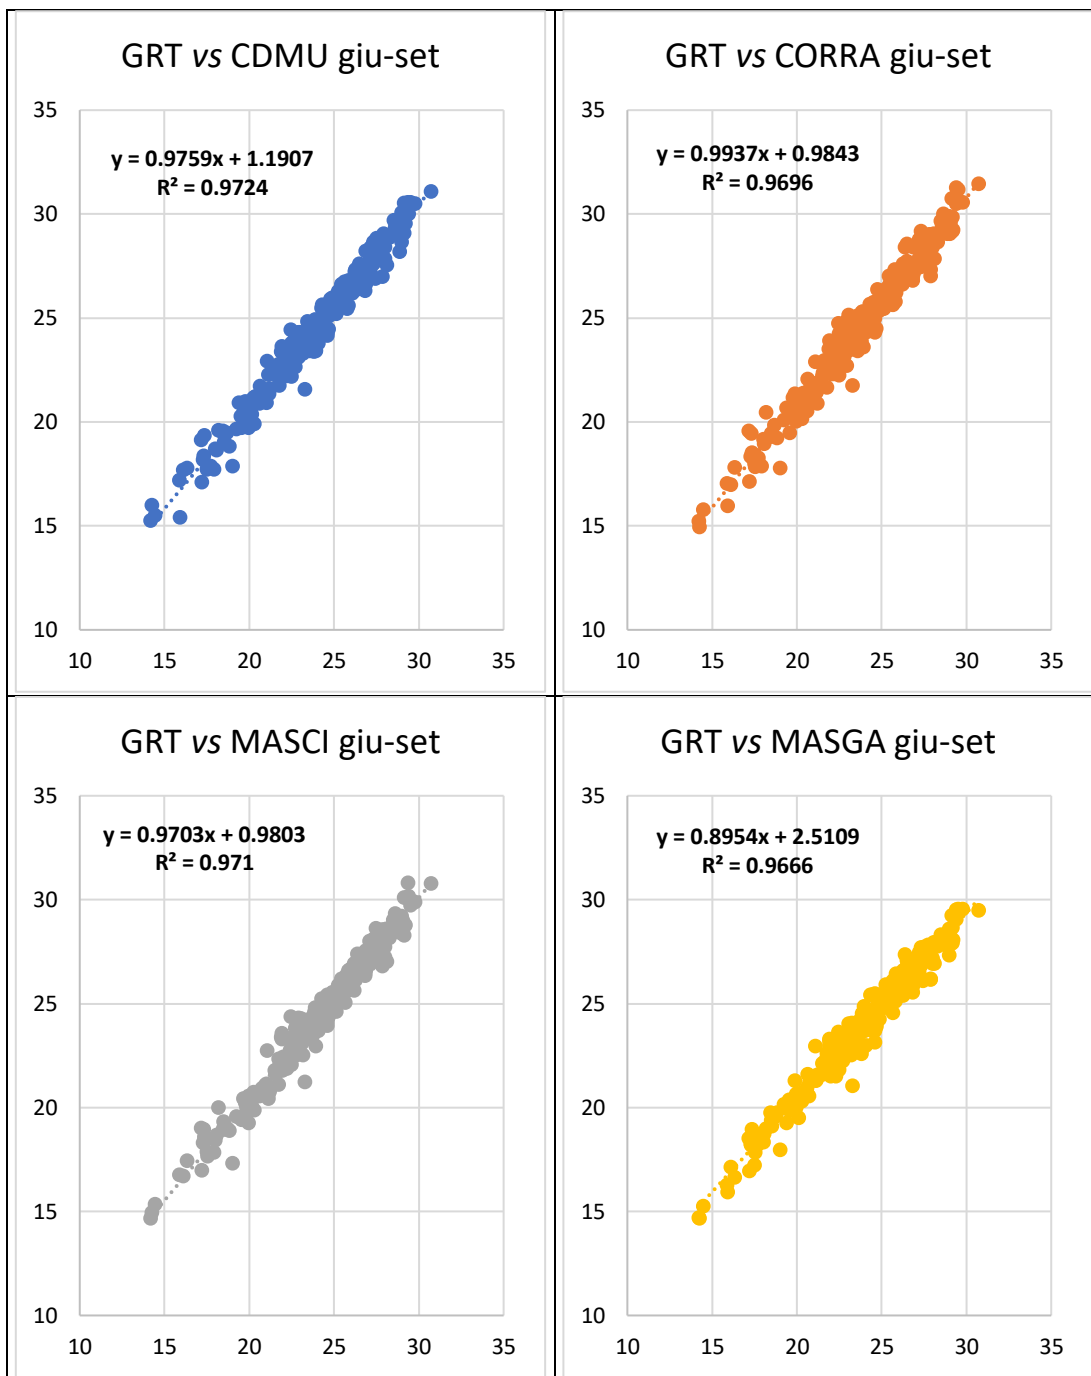 GRT vs CDMU giu-set
y = 0.9759x + 1.1907
R² = 0.9724
35
30
25
20
15
10
10 15 20 25 30 35
GRT vs CORRA giu-set
y = 0.9937x + 0.9843
R² = 0.9696
35
30
25
20
15
10
10 15 20 25 30 35
GRT vs MASCI giu-set
y = 0.9703x + 0.9803
R² = 0.971
35
30
25
20
15
10
10 15 20 25 30 35
GRT vs MASGA giu-set
y = 0.8954x + 2.5109
R² = 0.9666
35
30
25
20
15
10
10 15 20 25 30 35